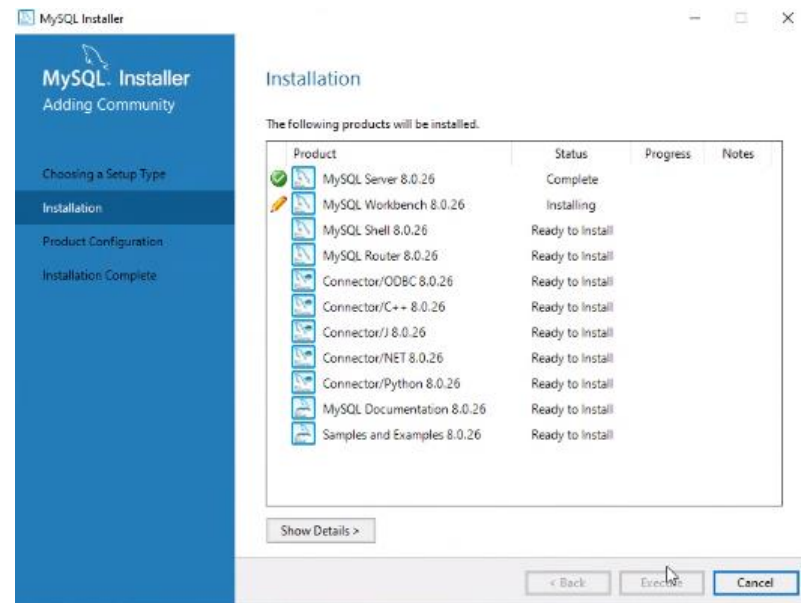 MySQL Installer
MySQL. Installer
Adding Community
Choosing a Setup Type
Installation
Product Configuration
Installation Complete
Installation
The following products will be installed.
Product Status Progress Notes
MySQL Server 8.0.26 Complete
MySQL Workbench 8.0.26 Installing
MySQL Shell 8.0.26 Ready to Install
MySQL Router 8.0.26 Ready to Install
Connector/ODBC 8.0.26 Ready to Install
Connector/C++ 8.0.26 Ready to Install
Connector/J 8.0.26 Ready to Install
Connector/NET 8.0.26 Ready to Install
Connector/Python 8.0.26 Ready to Install
MySQL Documentation 8.0.26 Ready to Install
Samples and Examples 8.0.26 Ready to Install
Show Details >
< Back Execute Cancel